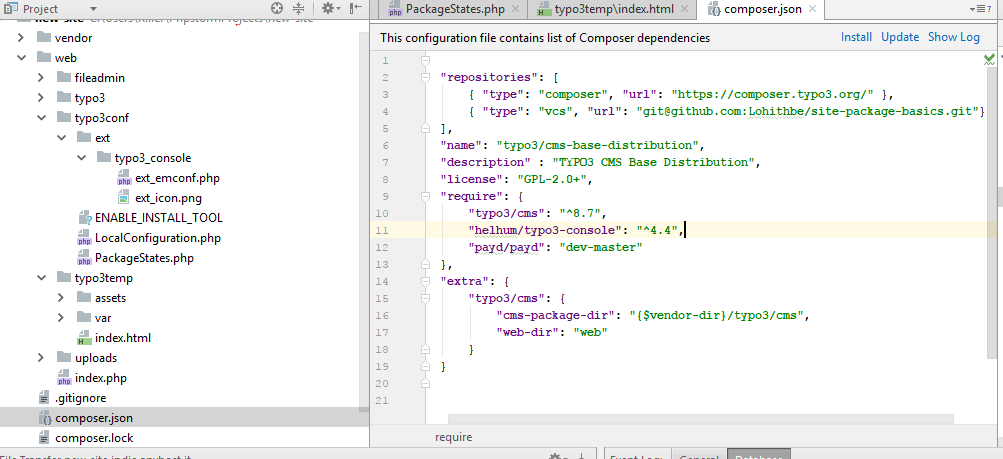 Project
PackageStates.php
typo3temp\index.html
composer.json
7
vendor
web
fileadmin
typo3
typo3conf
ext
typo3_console
php ext_emconf.php
ext_icon.png
ENABLE_INSTALL_TOOL
php LocalConfiguration.php
php PackageStates.php
typo3temp
assets
var
index.html
uploads
php index.php
.gitignore
composer.json
composer.lock
This configuration file contains list of Composer dependencies
Install Update Show Log
1
2 "repositories": [
3 { "type": "composer", "url": "https://composer.typo3.org/" },
4 { "type": "vcs", "url": "git@github.com:Lohithbe/site-package-basics.git"}
5 ],
6 "name": "typo3/cms-base-distribution",
7 "description" : "TYPO3 CMS Base Distribution",
8 "license": "GPL-2.0+",
9 "require": {
10 "typo3/cms": "^8.7",
11 "helhum/typo3-console": "^4.4",
12 "payd/payd": "dev-master"
13 },
14 "extra": {
15 "typo3/cms": {
16 "cms-package-dir": "{$vendor-dir}/typo3/cms",
17 "web-dir": "web"
18 }
19 }
20
21
require
Event Log:
General
Database